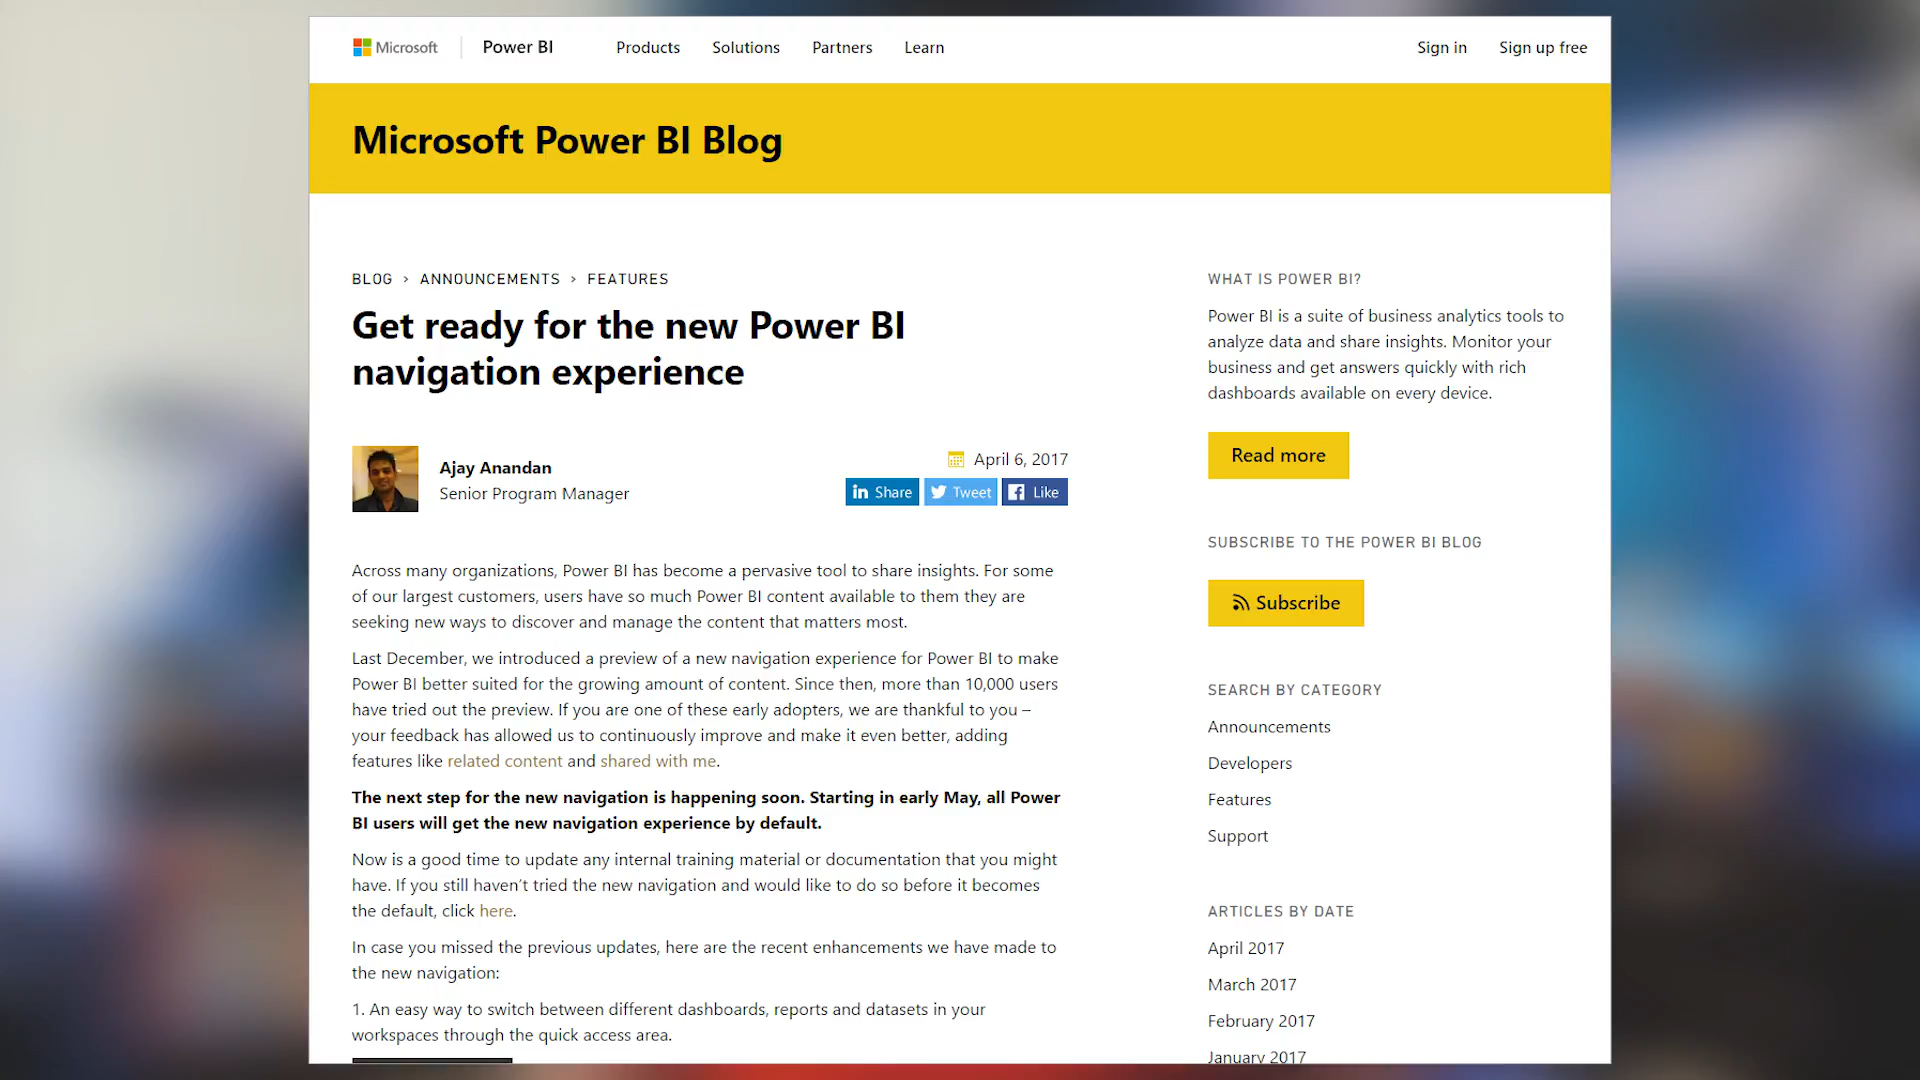 Microsoft
Power BI
Products
Solutions
Partners
Learn
Sign in
Sign up free
Microsoft Power BI Blog
BLOG > ANNOUNCEMENTS > FEATURES
Get ready for the new Power BI
navigation experience
Ajay Anandan
Senior Program Manager
April 6, 2017
Share
Tweet
Like
Across many organizations, Power BI has become a pervasive tool to share insights. For some
of our largest customers, users have so much Power BI content available to them they are
seeking new ways to discover and manage the content that matters most.
Last December, we introduced a preview of a new navigation experience for Power BI to make
Power BI better suited for the growing amount of content. Since then, more than 10,000 users
have tried out the preview. If you are one of these early adopters, we are thankful to you –
your feedback has allowed us to continuously improve and make it even better, adding
features like related content and shared with me.
The next step for the new navigation is happening soon. Starting in early May, all Power
BI users will get the new navigation experience by default.
Now is a good time to update any internal training material or documentation that you might
have. If you still haven't tried the new navigation and would like to do so before it becomes
the default, click here.
In case you missed the previous updates, here are the recent enhancements we have made to
the new navigation:
1. An easy way to switch between different dashboards, reports and datasets in your
workspaces through the quick access area.
WHAT IS POWER BI?
Power BI is a suite of business analytics tools to
analyze data and share insights. Monitor your
business and get answers quickly with rich
dashboards available on every device.
Read more
SUBSCRIBE TO THE POWER BI BLOG
Subscribe
SEARCH BY CATEGORY
Announcements
Developers
Features
Support
ARTICLES BY DATE
April 2017
March 2017
February 2017
January 2017